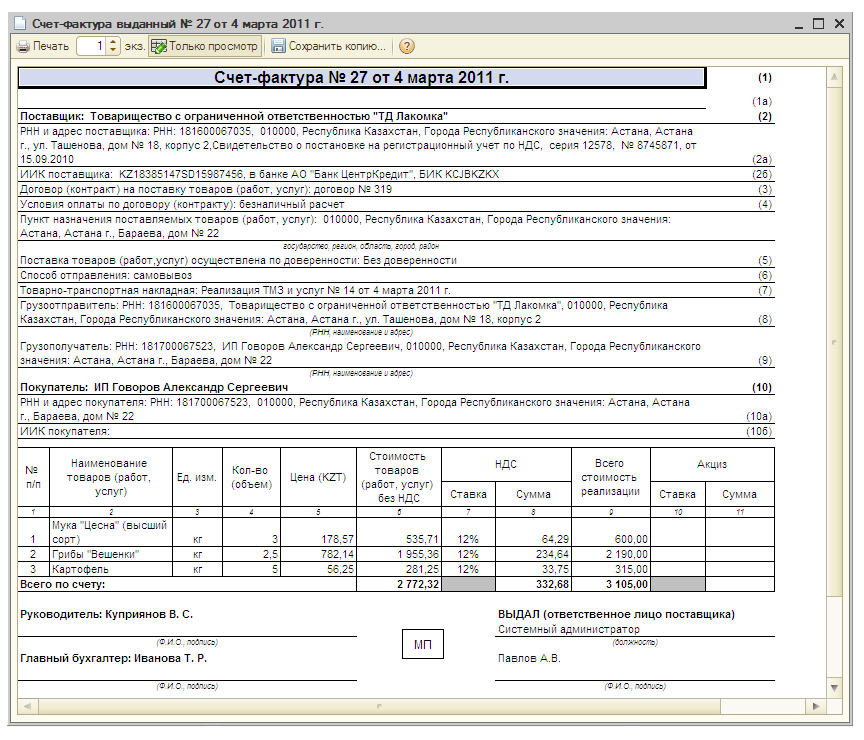 Счет-фактура выданный № 27 от 4 марта 2011 г.
Печать 1 экз. Только просмотр Сохранить копию... ?
Счет-фактура № 27 от 4 марта 2011 г. (1)
(1а)
Поставщик: Товарищество с ограниченной ответственностью "ТД Лакомка" (2)
РНН и адрес поставщика: РНН: 181600067035, 010000, Республика Казахстан, Города Республиканского значения: Астана, Астана
г., ул. Ташенова, дом № 18, корпус 2,Свидетельство о постановке на регистрационный учет по НДС, серия 12578, № 8745871, от
15.09.2010 (2а)
ИИК поставщика: KZ18385147SD15987456, в банке АО "Банк ЦентрКредит", БИК KCJBKZKX (2б)
Договор (контракт) на поставку товаров (работ, услуг): договор № 319 (3)
Условия оплаты по договору (контракту): безналичный расчет (4)
Пункт назначения поставляемых товаров (работ, услуг): 010000, Республика Казахстан, Города Республиканского значения:
Астана, Астана г., Бараева, дом № 22
государство, регион, область, город, район
Поставка товаров (работ,услуг) осуществлена по доверенности: Без доверенности (5)
Способ отправления: самовывоз (6)
Товарно-транспортная накладная: Реализация ТМЗ и услуг № 14 от 4 марта 2011 г. (7)
Грузоотправитель: РНН: 181600067035, Товарищество с ограниченной ответственностью "ТД Лакомка", 010000, Республика
Казахстан, Города Республиканского значения: Астана, Астана г., ул. Ташенова, дом № 18, корпус 2 (8)
(РНН, наименование и адрес)
Грузополучатель: РНН: 181700067523, ИП Говоров Александр Сергеевич, 010000, Республика Казахстан, Города Республиканского
значения: Астана, Астана г., Бараева, дом № 22 (9)
(РНН, наименование и адрес)
Покупатель: ИП Говоров Александр Сергеевич (10)
РНН и адрес покупателя: РНН: 181700067523, 010000, Республика Казахстан, Города Республиканского значения: Астана, Астана
г., Бараева, дом № 22 (10а)
ИИК покупателя: (10б)
№ п/п Наименование товаров (работ, услуг) Ед. изм. Кол-во (объем) Цена (KZT) Стоимость товаров (работ, услуг) без НДС НДС Всего стоимость реализации Акциз
Ставка Сумма Ставка Сумма
1 2 3 4 5 6 7 8 9 10 11
Мука "Цесна" (высший
1 сорт) кг 3 178,57 535,71 12% 64,29 600,00
2 Грибы "Вешенки" кг 2,5 782,14 1 955,36 12% 234,64 2 190,00
3 Картофель кг 5 56,25 281,25 12% 33,75 315,00
Всего по счету: 2 772,32 332,68 3 105,00
Руководитель: Куприянов В. С. ВЫДАЛ (ответственное лицо поставщика)
Системный администратор
(Ф.И.О., подпись) МП (должность)
Главный бухгалтер: Иванова Т. Р. Павлов А.В.
(Ф.И.О., подпись) (Ф.И.О., подпись)